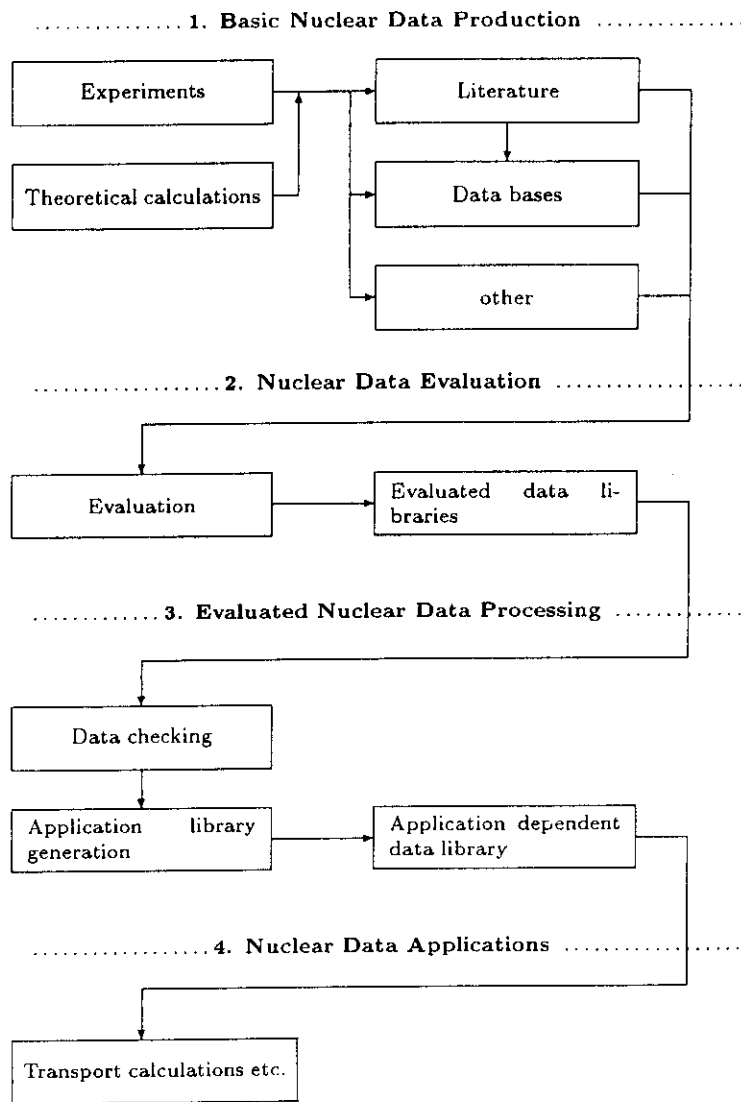 1. Basic Nuclear Data Production
Experiments
Literature
Theoretical calculations
Data bases
other
2. Nuclear Data Evaluation
Evaluation
Evaluated data li-
braries
3. Evaluated Nuclear Data Processing
Data checking
Application library
generation
Application dependent
data library
4. Nuclear Data Applications
Transport calculations etc.